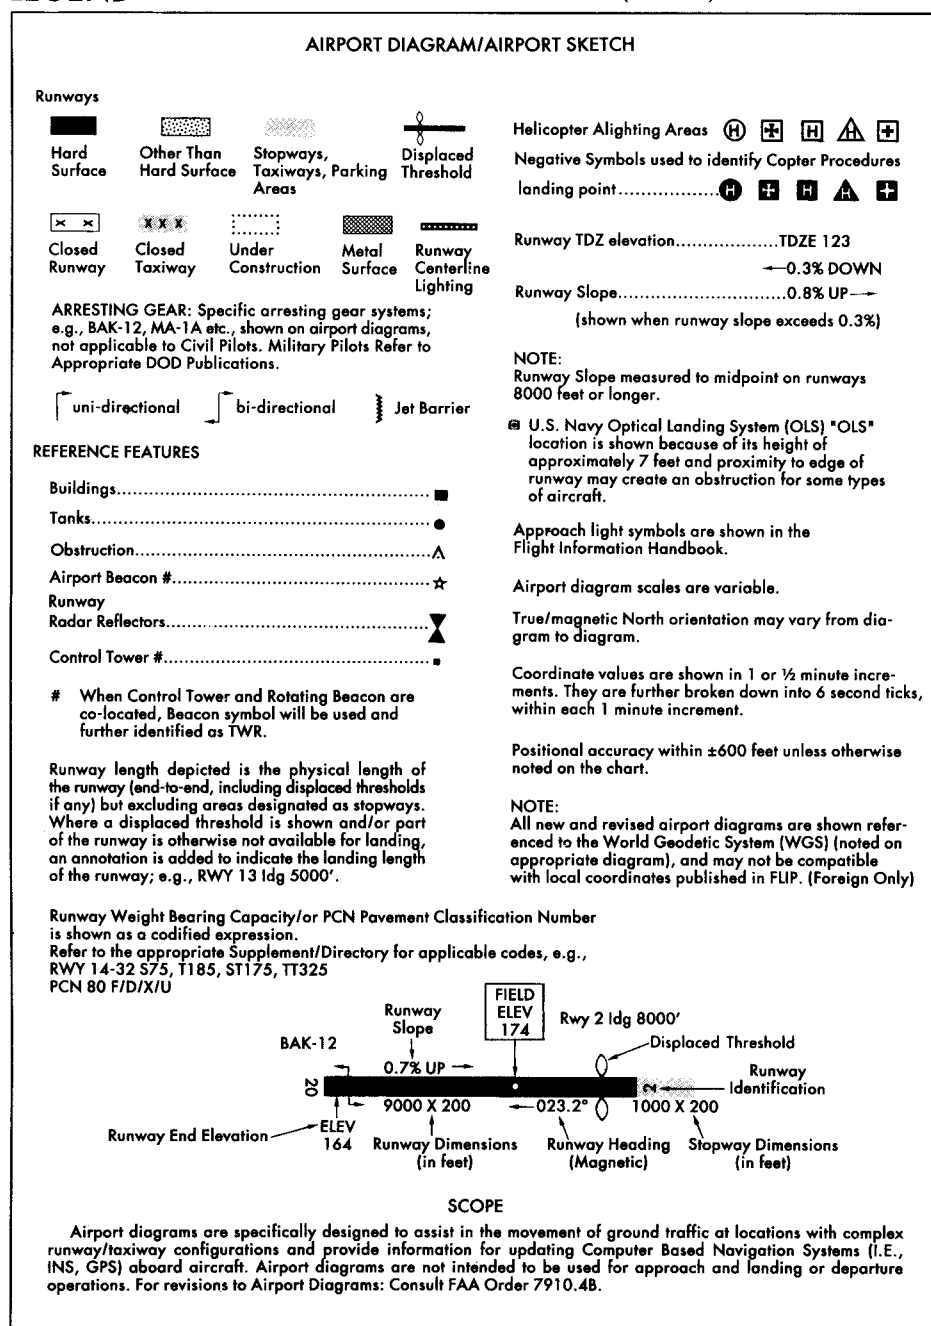 AIRPORT DIAGRAM/AIRPORT SKETCH
Runways
Hard
Surface
Other Than
Hard Surface
Stopways,
Taxiways, Parking
Areas
Displaced
Threshold
Closed
Runway
Closed
Taxiway
Under
Construction
Metal
Surface
Runway
Centerline
Lighting
ARRESTING GEAR: Specific arresting gear systems;
e.g., BAK-12, MA-1A etc., shown on airport diagrams,
not applicable to Civil Pilots. Military Pilots Refer to
Appropriate DOD Publications.
uni-directional
bi-directional
Jet Barrier
REFERENCE FEATURES
Buildings
Tanks
Obstruction
Airport Beacon #
Runway
Radar Reflectors
Control Tower #
# When Control Tower and Rotating Beacon are
co-located, Beacon symbol will be used and
further identified as TWR.
Runway length depicted is the physical length of
the runway (end-to-end, including displaced thresholds
if any) but excluding areas designated as stopways.
Where a displaced threshold is shown and/or part
of the runway is otherwise not available for landing,
an annotation is added to indicate the landing length
of the runway; e.g., RWY 13 ldg 5000'.
Helicopter Alighting Areas H H H
Negative Symbols used to identify Copter Procedures
landing point H H H
Runway TDZ elevation TDZE 123
0.3% DOWN
Runway Slope 0.8% UP
(shown when runway slope exceeds 0.3%)
NOTE:
Runway Slope measured to midpoint on runways
8000 feet or longer.
U.S. Navy Optical Landing System (OLS) "OLS"
location is shown because of its height of
approximately 7 feet and proximity to edge of
runway may create an obstruction for some types
of aircraft.
Approach light symbols are shown in the
Flight Information Handbook.
Airport diagram scales are variable.
True/magnetic North orientation may vary from dia-
gram to diagram.
Coordinate values are shown in 1 or ½ minute incre-
ments. They are further broken down into 6 second ticks,
within each 1 minute increment.
Positional accuracy within ±600 feet unless otherwise
noted on the chart.
NOTE:
All new and revised airport diagrams are shown refer-
enced to the World Geodetic System (WGS) (noted on
appropriate diagram), and may not be compatible
with local coordinates published in FLIP. (Foreign Only)
Runway Weight Bearing Capacity/or PCN Pavement Classification Number
is shown as a codified expression.
Refer to the appropriate Supplement/Directory for applicable codes, e.g.,
RWY 14-32 S75, T185, ST175, TT325
PCN 80 F/D/X/U
FIELD
ELEV
174
Runway
Slope
Rwy 2 ldg 8000'
BAK-12
Displaced Threshold
0.7% UP
Runway
Identification
20
2
9000 X 200
023.2°
1000 X 200
Runway End Elevation
ELEV
164
Runway Dimensions
(in feet)
Runway Heading
(Magnetic)
Stopway Dimensions
(in feet)
SCOPE
Airport diagrams are specifically designed to assist in the movement of ground traffic at locations with complex
runway/taxiway configurations and provide information for updating Computer Based Navigation Systems (I.E.,
INS, GPS) aboard aircraft. Airport diagrams are not intended to be used for approach and landing or departure
operations. For revisions to Airport Diagrams: Consult FAA Order 7910.4B.